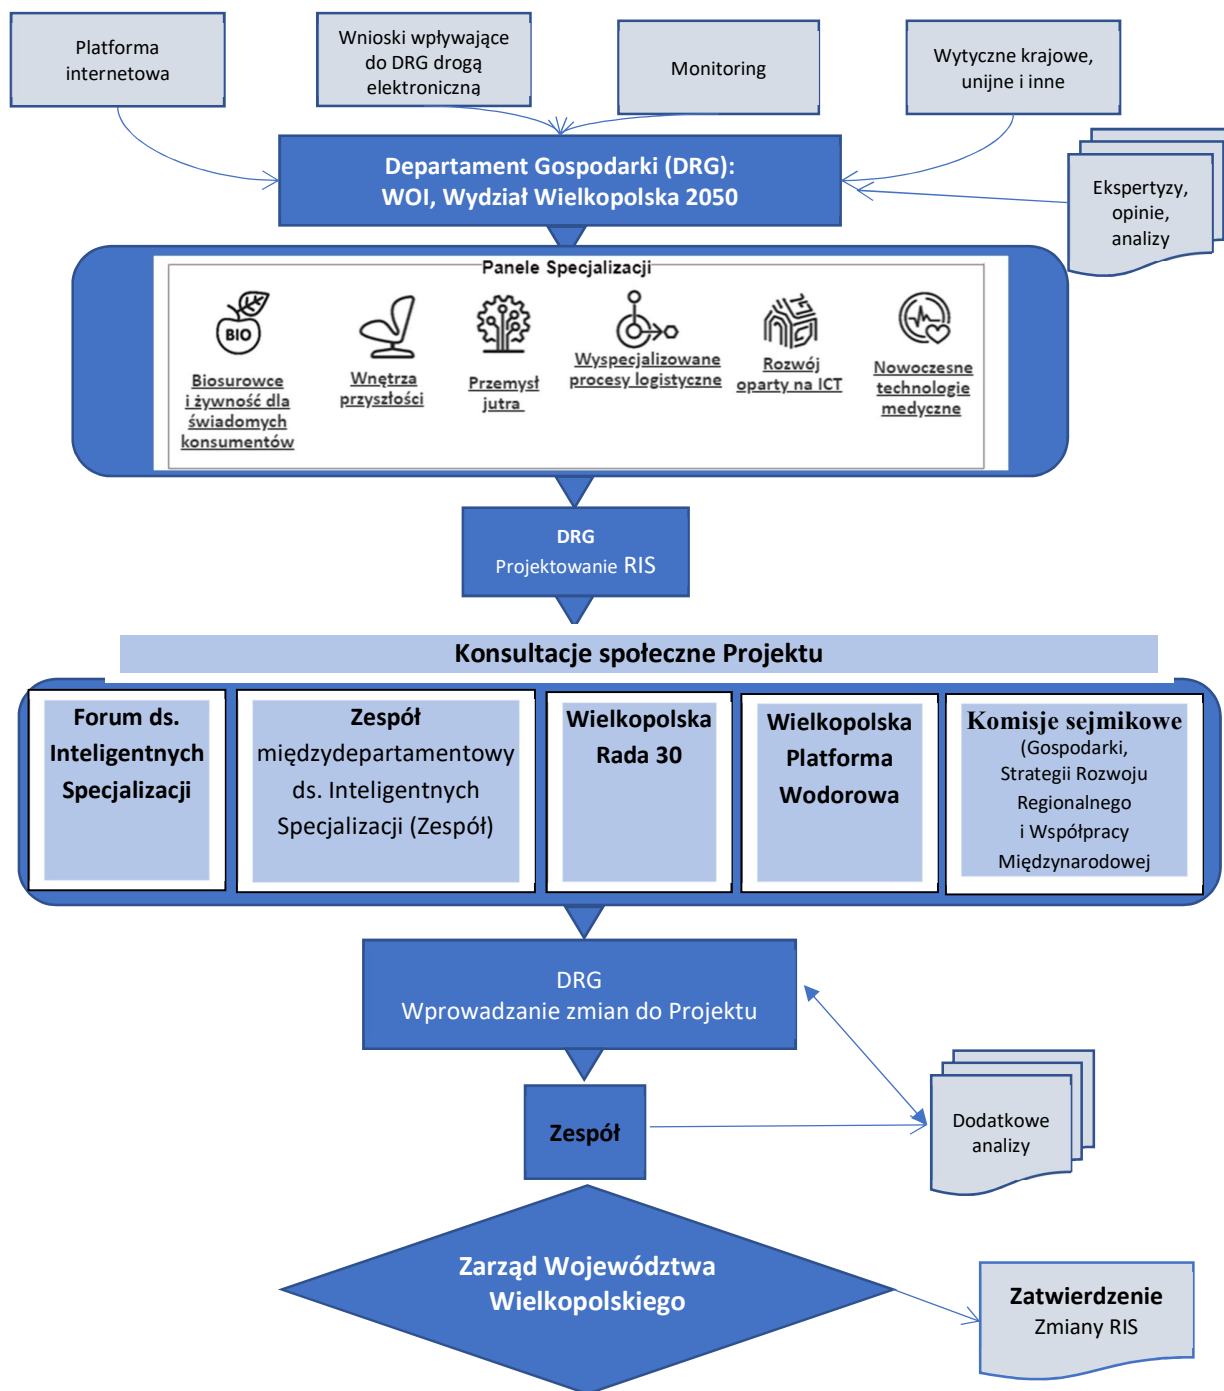 Platforma
internetowa
Wnioski wpływające
do DRG drogą
elektroniczną
Monitoring
Wytyczne krajowe,
unijne i inne
Departament Gospodarki (DRG):
WOI, Wydział Wielkopolska 2050
Ekspertyzy,
opinie,
analizy
Panele Specjalizacji
BIO
Biosurowce
i żywność dla
świadomych
konsumentów
Wnętrza
przyszłości
Przemysł
jutra
Wyspecjalizowane
procesy logistyczne
Rozwój
oparty na ICT
Nowoczesne
technologie
medyczne
DRG
Projektowanie RIS
Konsultacje społeczne Projektu
Forum ds.
Inteligentnych
Specjalizacji
Zespół
międzydepartamentowy
ds. Inteligentnych
Specjalizacji (Zespół)
Wielkopolska
Rada 30
Wielkopolska
Platforma
Wodorowa
Komisje sejmikowe
(Gospodarki,
Strategii Rozwoju
Regionalnego
i Współpracy
Międzynarodowej
DRG
Wprowadzanie zmian do Projektu
Zespół
Dodatkowe
analizy
Zarząd Województwa
Wielkopolskiego
Zatwierdzenie
Zmiany RIS